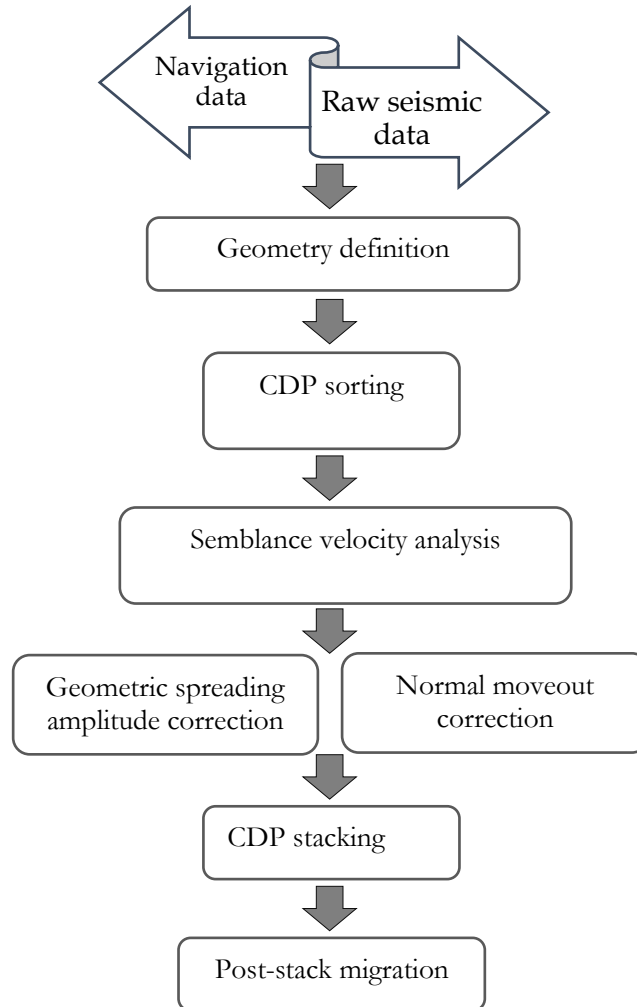 Navigation
data
Raw seismic
data
Geometry definition
CDP sorting
Semblance velocity analysis
Geometric spreading
amplitude correction
Normal moveout
correction
CDP stacking
Post-stack migration